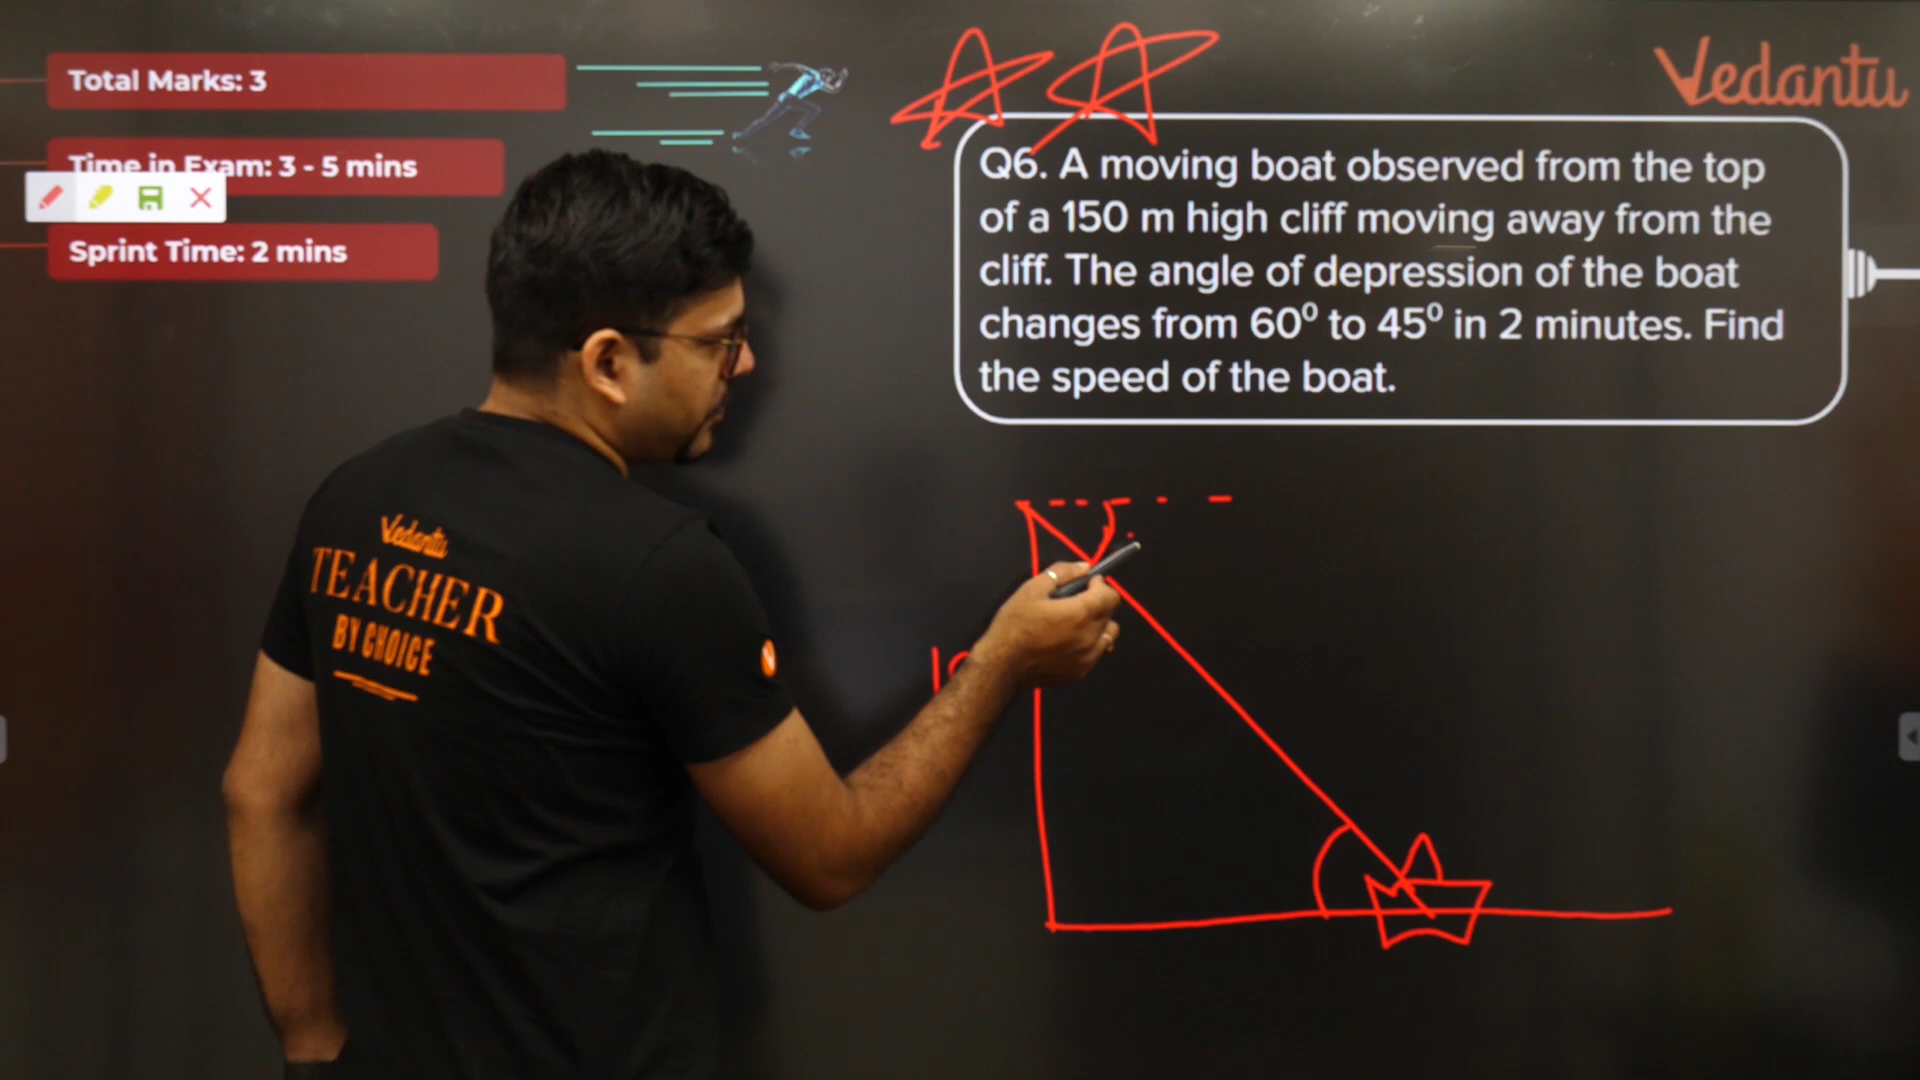 Total Marks: 3
Time in Exam: 3 - 5 mins
Sprint Time: 2 mins
Vedantu
Q6. A moving boat observed from the top
of a 150 m high cliff moving away from the
cliff. The angle of depression of the boat
changes from 60⁰ to 45⁰ in 2 minutes. Find
the speed of the boat.
Vedantu
TEACHER
BY CHOICE